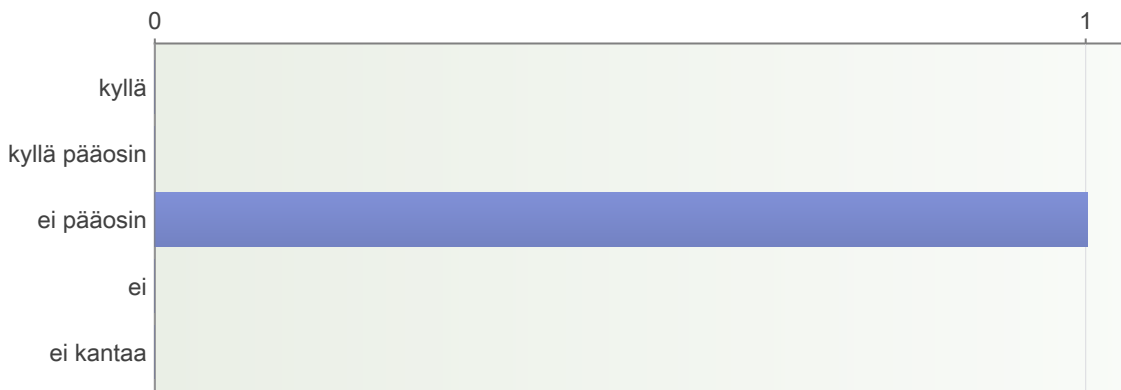 0 1
kyllä
kyllä pääosin
ei pääosin
ei
ei kantaa